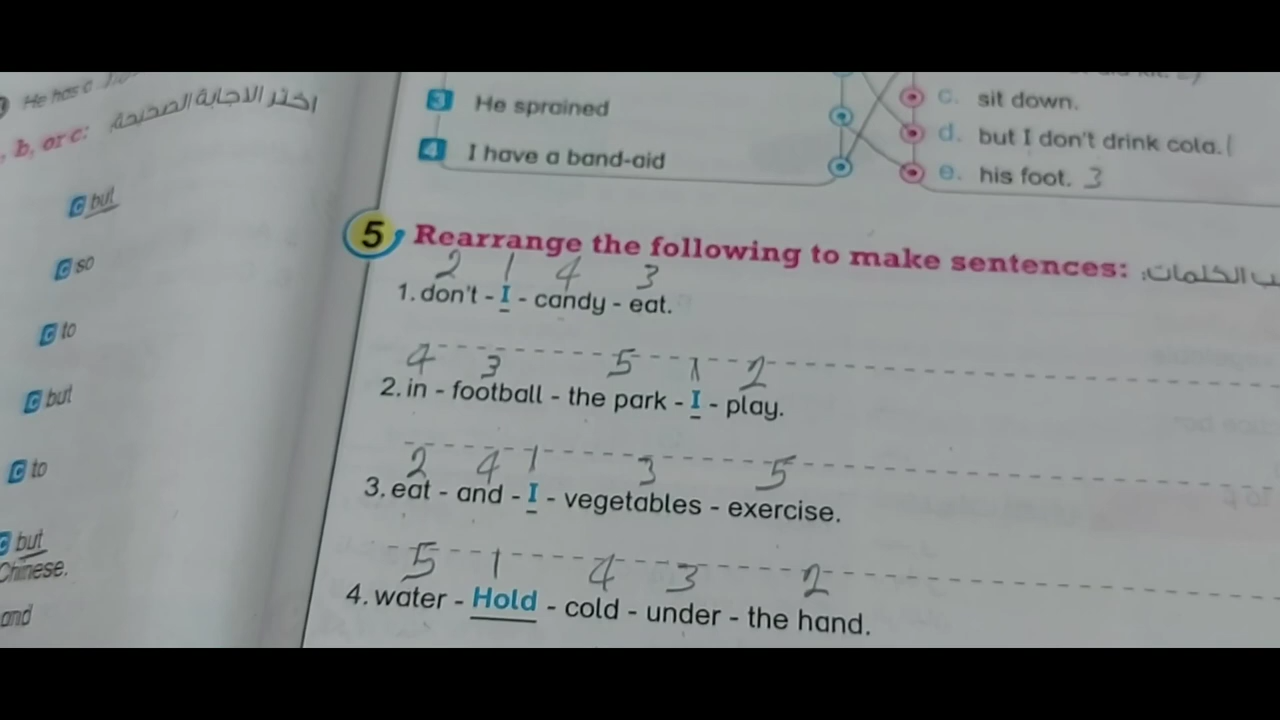 He has a
اختر الاجابة الصحيحة
, b, or c:
c but
c so
c to
c but
c to
c but
Chinese.
and
3 He sprained
4 I have a band-aid
c. sit down.
d. but I don't drink cola.
e. his foot. 3
5 Rearrange the following to make sentences:
2 1 4 3
1. don't - I - candy - eat.
4 3 5 1 2
2. in - football - the park - I - play.
2 4 1 3 5
3. eat - and - I - vegetables - exercise.
5 1 4 3 2
4. water - Hold - cold - under - the hand.